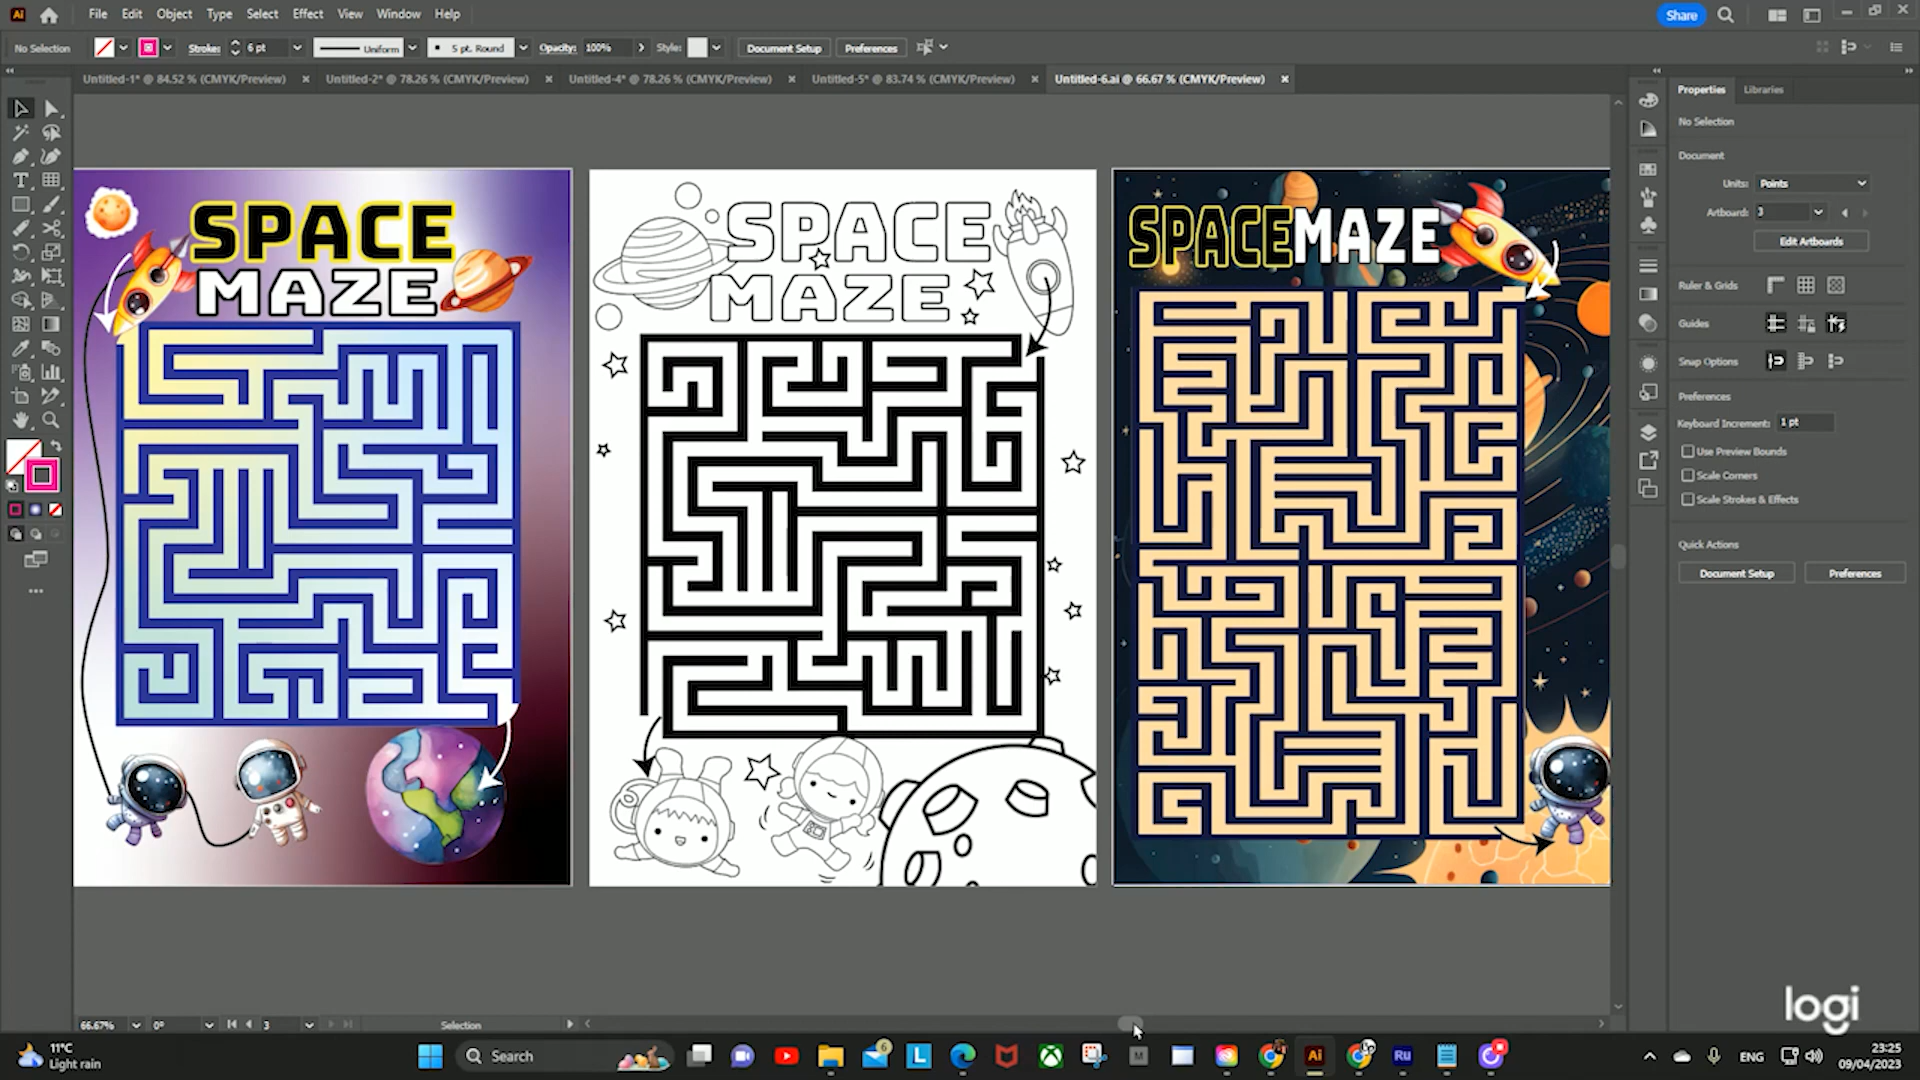 File Edit Object Type Select Effect View Window Help
Share
No Selection
Stroke: 6 pt
Uniform
5 pt. Round
Opacity: 100%
Style:
Document Setup
Preferences
Untitled-1* @ 84.52 % (CMYK/Preview)
Untitled-2* @ 78.26 % (CMYK/Preview)
Untitled-4* @ 78.26 % (CMYK/Preview)
Untitled-5* @ 83.74 % (CMYK/Preview)
Untitled-6.ai @ 66.67 % (CMYK/Preview)
SPACE
MAZE
SPACE
MAZE
SPACEMAZE
Properties Libraries
No Selection
Document
Units: Points
Artboard: 3
Edit Artboards
Ruler & Grids
Guides
Snap Options
Preferences
Keyboard Increment: 1 pt
Use Preview Bounds
Scale Corners
Scale Strokes & Effects
Quick Actions
Document Setup
Preferences
logi
66.67% 0° 3 Selection
11°C
Light rain
Search
6
L
M
Ai
Ru
ENG
23:25
09/04/2023